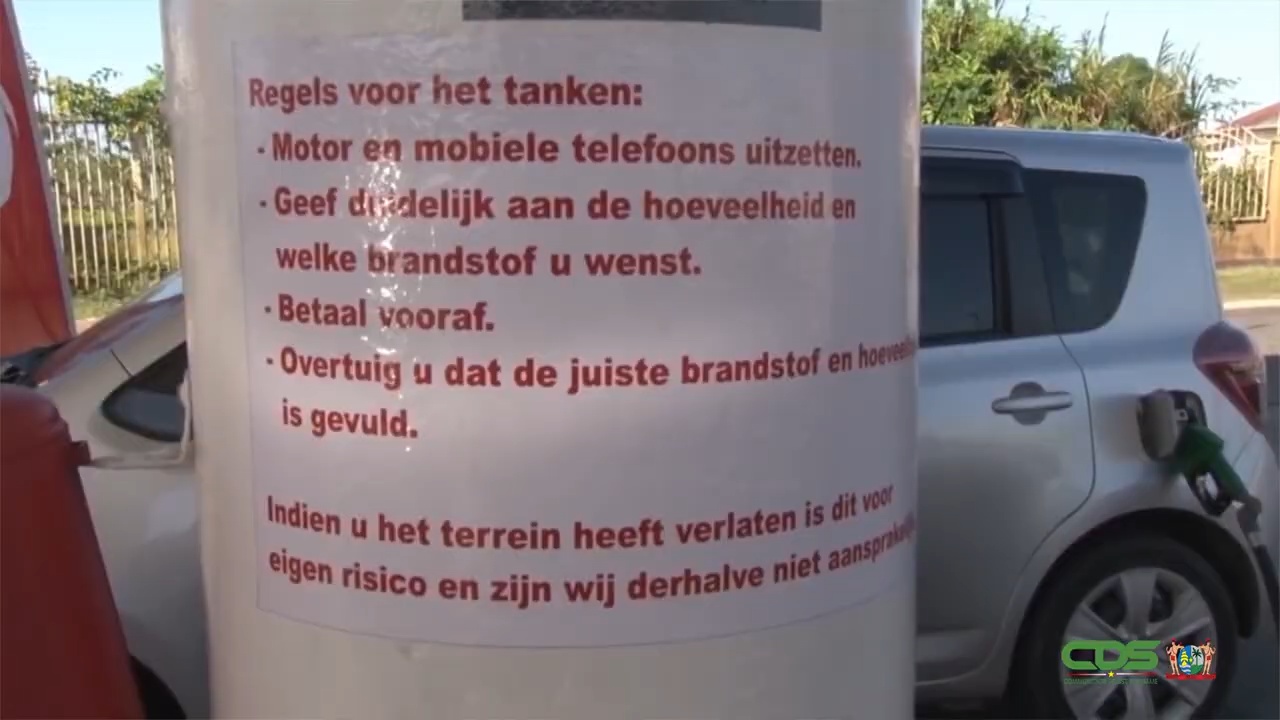 Regels voor het tanken:
· Motor en mobiele telefoons uitzetten.
· Geef duidelijk aan de hoeveelheid en
welke brandstof u wenst.
· Betaal vooraf.
· Overtuig u dat de juiste brandstof en
is gevuld.
Indien u het terrein heeft verlaten is dit voor
eigen risico en zijn wij derhalve niet
CDS